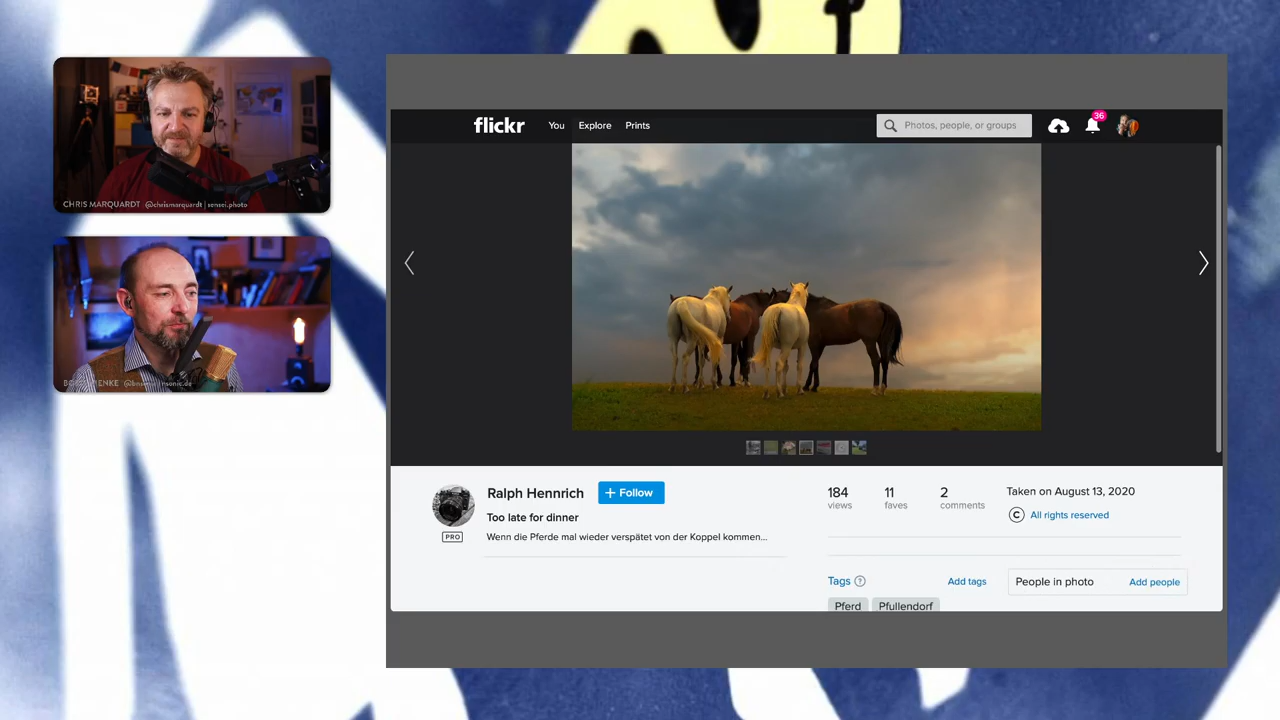 CHRIS MARQUARDT @chrismarquardt | sensei.photo
flickr
You Explore Prints
Photos, people, or groups
36
Ralph Hennrich
+ Follow
PRO
Too late for dinner
Wenn die Pferde mal wieder verspätet von der Koppel kommen...
184 11 2
views faves comments
Taken on August 13, 2020
All rights reserved
Tags
Add tags
People in photo
Add people
Pferd Pfullendorf